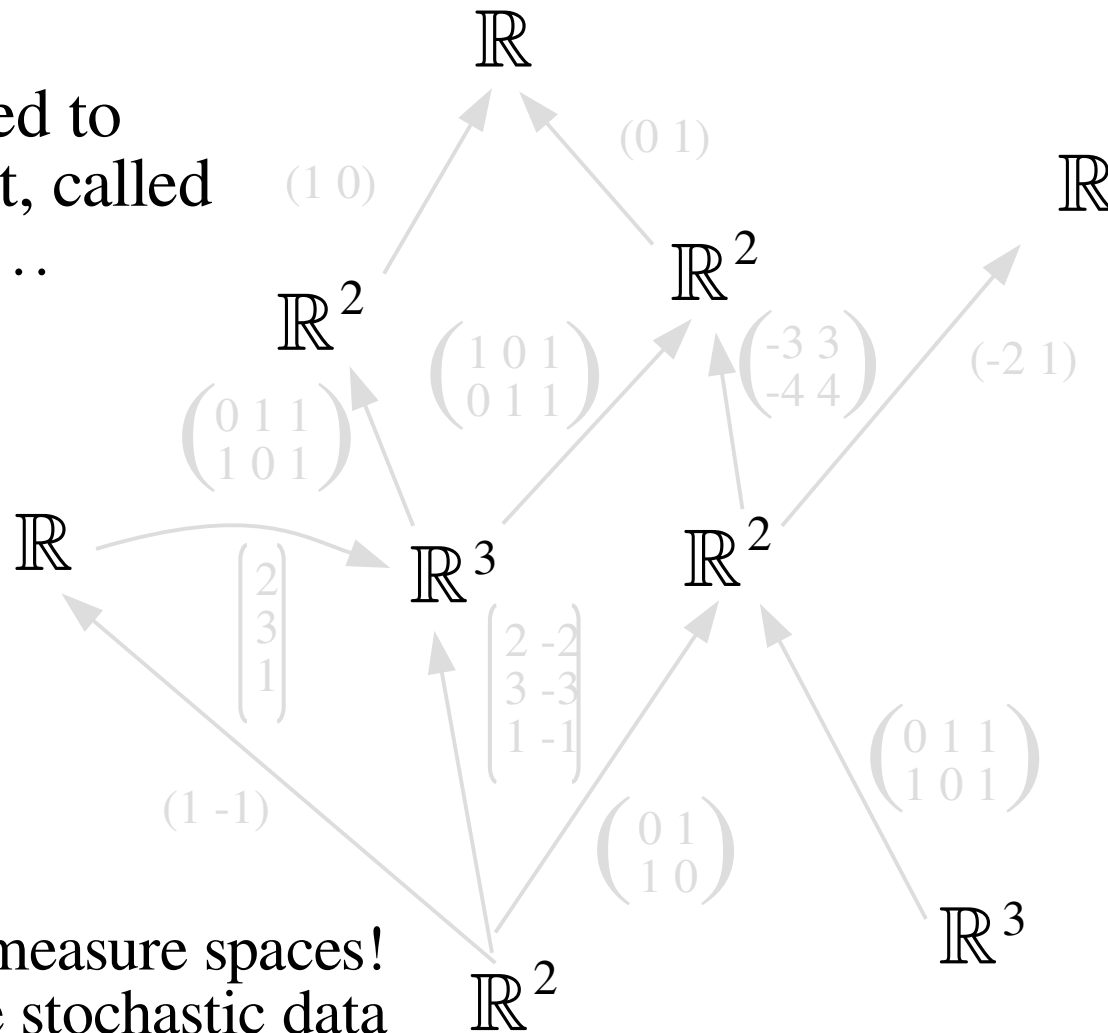 ℝ
ed to
(0 1)
t, called
(1 0)
ℝ
ℝ²
. .
ℝ²
(-3 3
-4 4)
(1 0 1
0 1 1)
(-2 1)
(0 1 1
1 0 1)
ℝ
ℝ³
ℝ²
(2
3
1)
(2 -2
3 -3
1 -1)
(0 1 1
1 0 1)
(1 -1)
(0 1
1 0)
ℝ³
measure spaces!
ℝ²
stochastic data